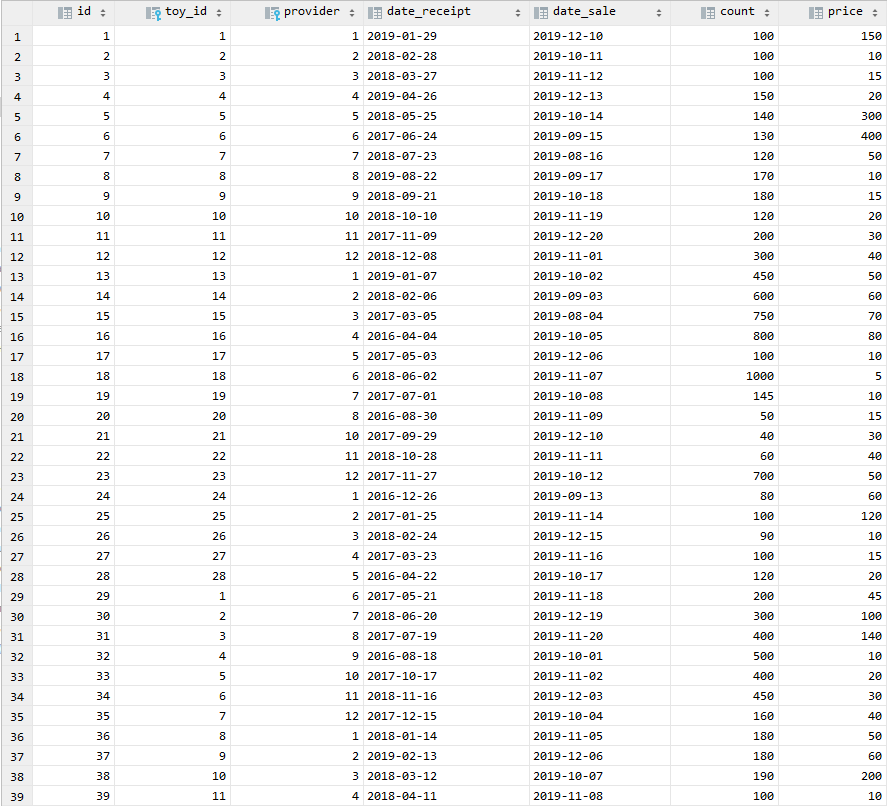 id toy_id provider date_receipt date_sale count price
1 1 1 1 2019-01-29 2019-12-10 100 150
2 2 2 2 2018-02-28 2019-10-11 100 10
3 3 3 3 2018-03-27 2019-11-12 100 15
4 4 4 4 2019-04-26 2019-12-13 150 20
5 5 5 5 2018-05-25 2019-10-14 140 300
6 6 6 6 2017-06-24 2019-09-15 130 400
7 7 7 7 2018-07-23 2019-08-16 120 50
8 8 8 8 2019-08-22 2019-09-17 170 10
9 9 9 9 2018-09-21 2019-10-18 180 15
10 10 10 10 2018-10-10 2019-11-19 120 20
11 11 11 11 2017-11-09 2019-12-20 200 30
12 12 12 12 2018-12-08 2019-11-01 300 40
13 13 13 1 2019-01-07 2019-10-02 450 50
14 14 14 2 2018-02-06 2019-09-03 600 60
15 15 15 3 2017-03-05 2019-08-04 750 70
16 16 16 4 2016-04-04 2019-10-05 800 80
17 17 17 5 2017-05-03 2019-12-06 100 10
18 18 18 6 2018-06-02 2019-11-07 1000 5
19 19 19 7 2017-07-01 2019-10-08 145 10
20 20 20 8 2016-08-30 2019-11-09 50 15
21 21 21 10 2017-09-29 2019-12-10 40 30
22 22 22 11 2018-10-28 2019-11-11 60 40
23 23 23 12 2017-11-27 2019-10-12 700 50
24 24 24 1 2016-12-26 2019-09-13 80 60
25 25 25 2 2017-01-25 2019-11-14 100 120
26 26 26 3 2018-02-24 2019-12-15 90 10
27 27 27 4 2017-03-23 2019-11-16 100 15
28 28 28 5 2016-04-22 2019-10-17 120 20
29 29 1 6 2017-05-21 2019-11-18 200 45
30 30 2 7 2018-06-20 2019-12-19 300 100
31 31 3 8 2017-07-19 2019-11-20 400 140
32 32 4 9 2016-08-18 2019-10-01 500 10
33 33 5 10 2017-10-17 2019-11-02 400 20
34 34 6 11 2018-11-16 2019-12-03 450 30
35 35 7 12 2017-12-15 2019-10-04 160 40
36 36 8 1 2018-01-14 2019-11-05 180 50
37 37 9 2 2019-02-13 2019-12-06 180 60
38 38 10 3 2018-03-12 2019-10-07 190 200
39 39 11 4 2018-04-11 2019-11-08 100 10